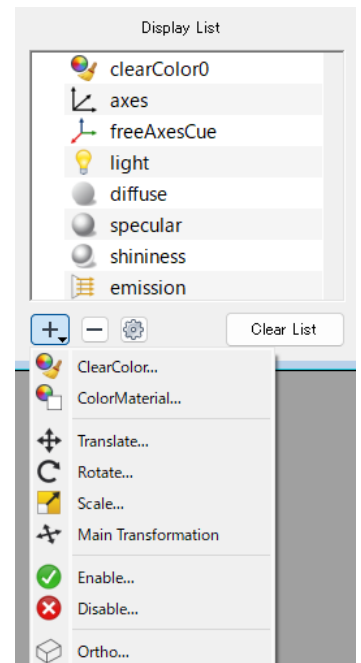 Display List
clearColor0
axes
freeAxesCue
light
diffuse
specular
shininess
emission
Clear List
ClearColor...
ColorMaterial...
Translate...
Rotate...
Scale...
Main Transformation
Enable...
Disable...
Ortho...